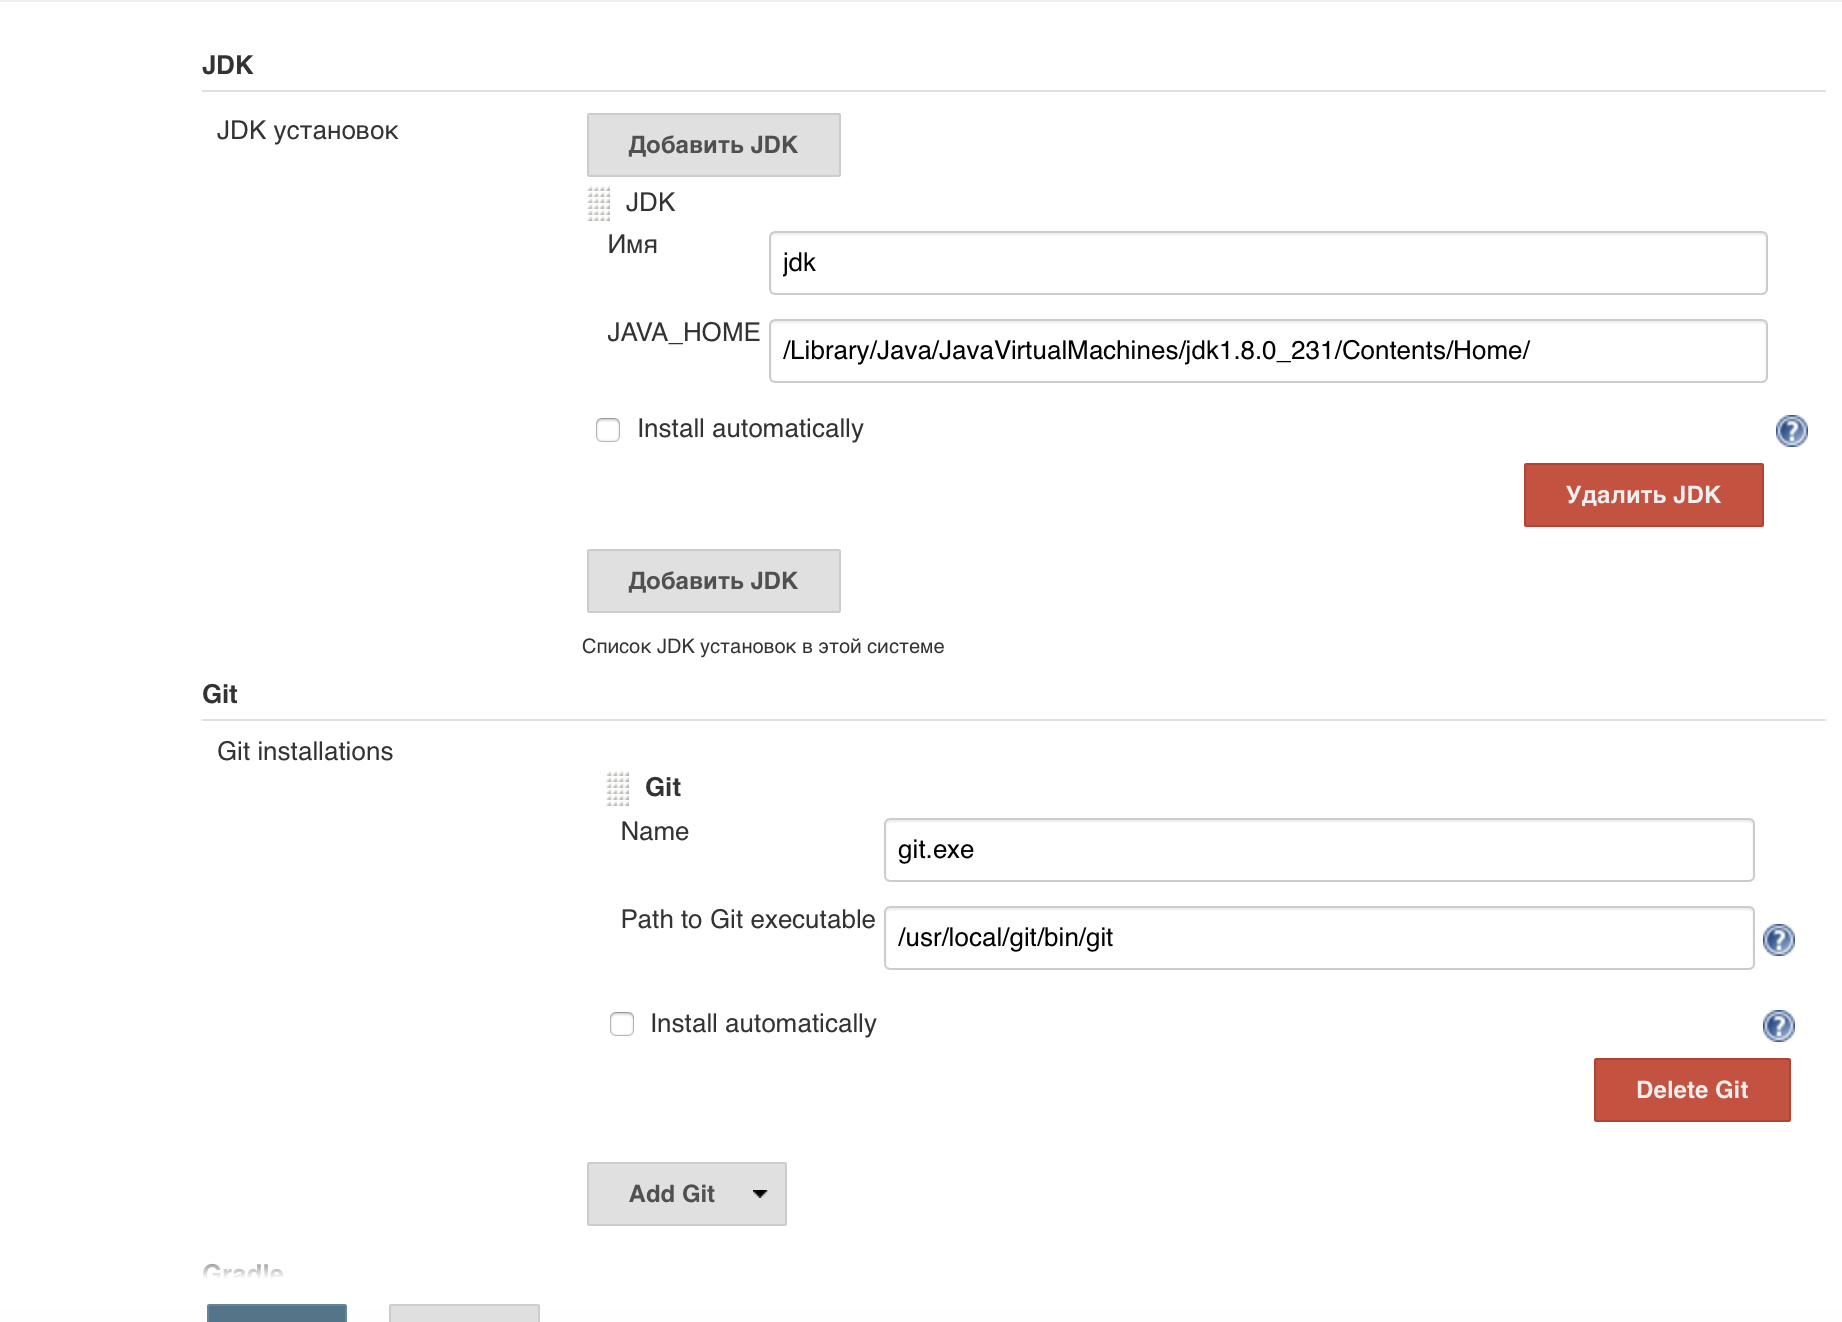 JDK
JDK установок
Добавить JDK
JDK
Имя
jdk
JAVA_HOME
/Library/Java/JavaVirtualMachines/jdk1.8.0_231/Contents/Home/
Install automatically
Удалить JDK
Добавить JDK
Список JDK установок в этой системе
Git
Git installations
Git
Name
git.exe
Path to Git executable
/usr/local/git/bin/git
Install automatically
Delete Git
Add Git
Gradle